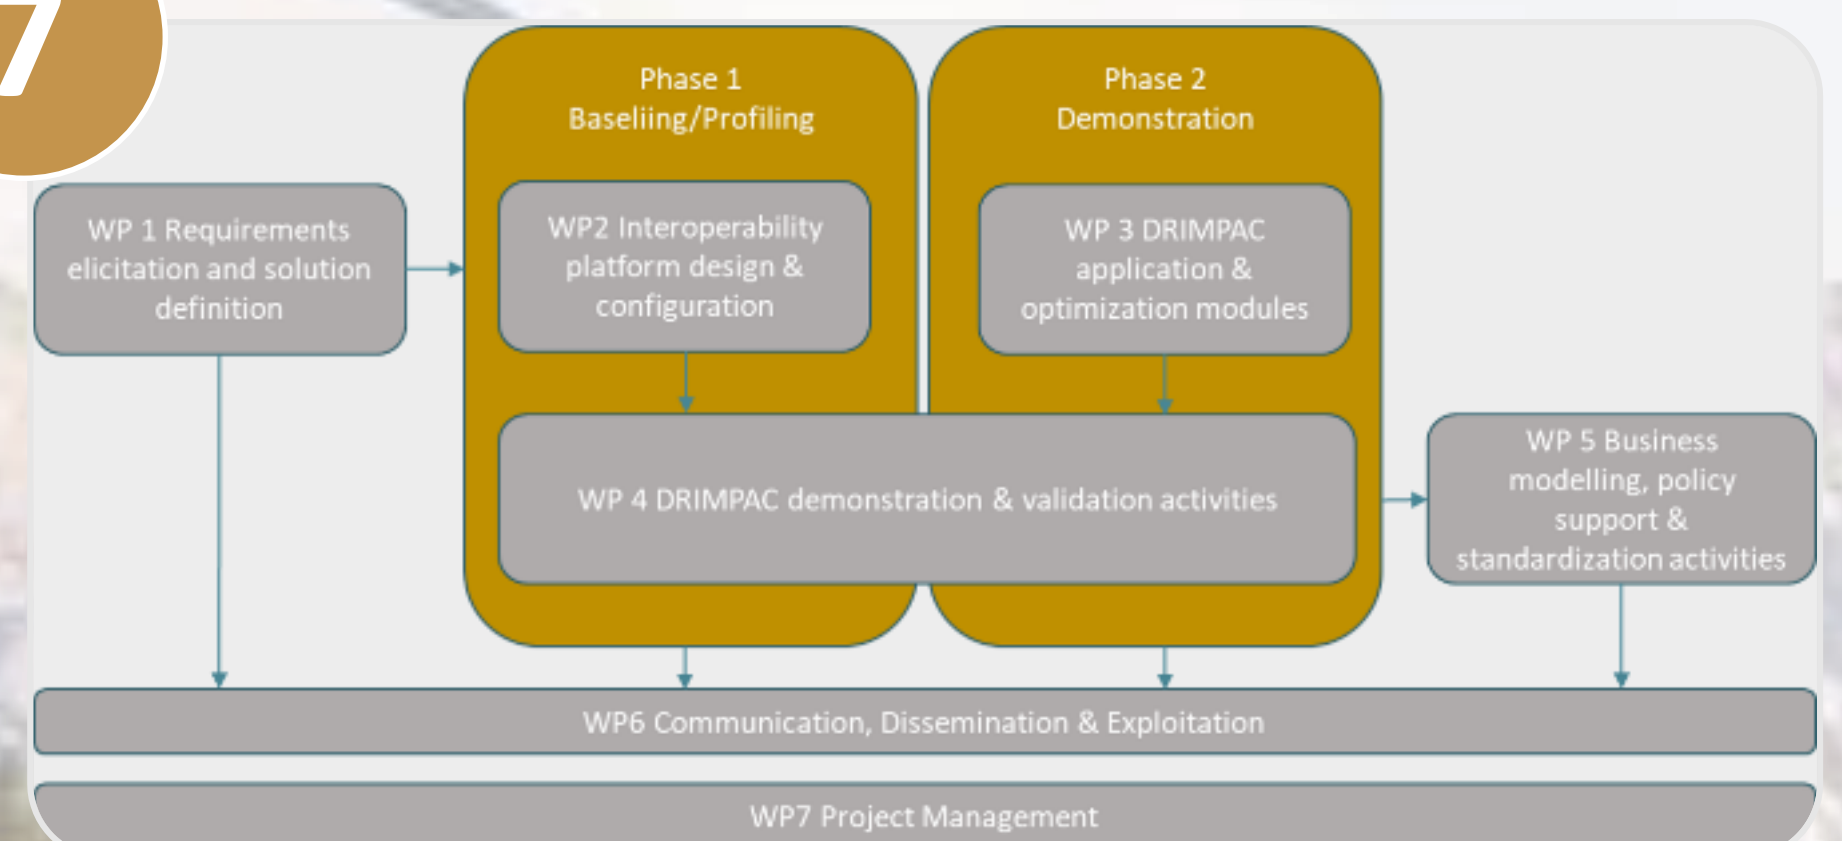 7
Phase 1
Baseliing/Profiling
Phase 2
Demonstration
WP 1 Requirements
elicitation and solution
definition
WP2 Interoperability
platform design &
configuration
WP 3 DRIMPAC
application &
optimization modules
WP 4 DRIMPAC demonstration & validation activities
WP 5 Business
modelling, policy
support &
standardization activities
WP6 Communication, Dissemination & Exploitation
WP7 Project Management